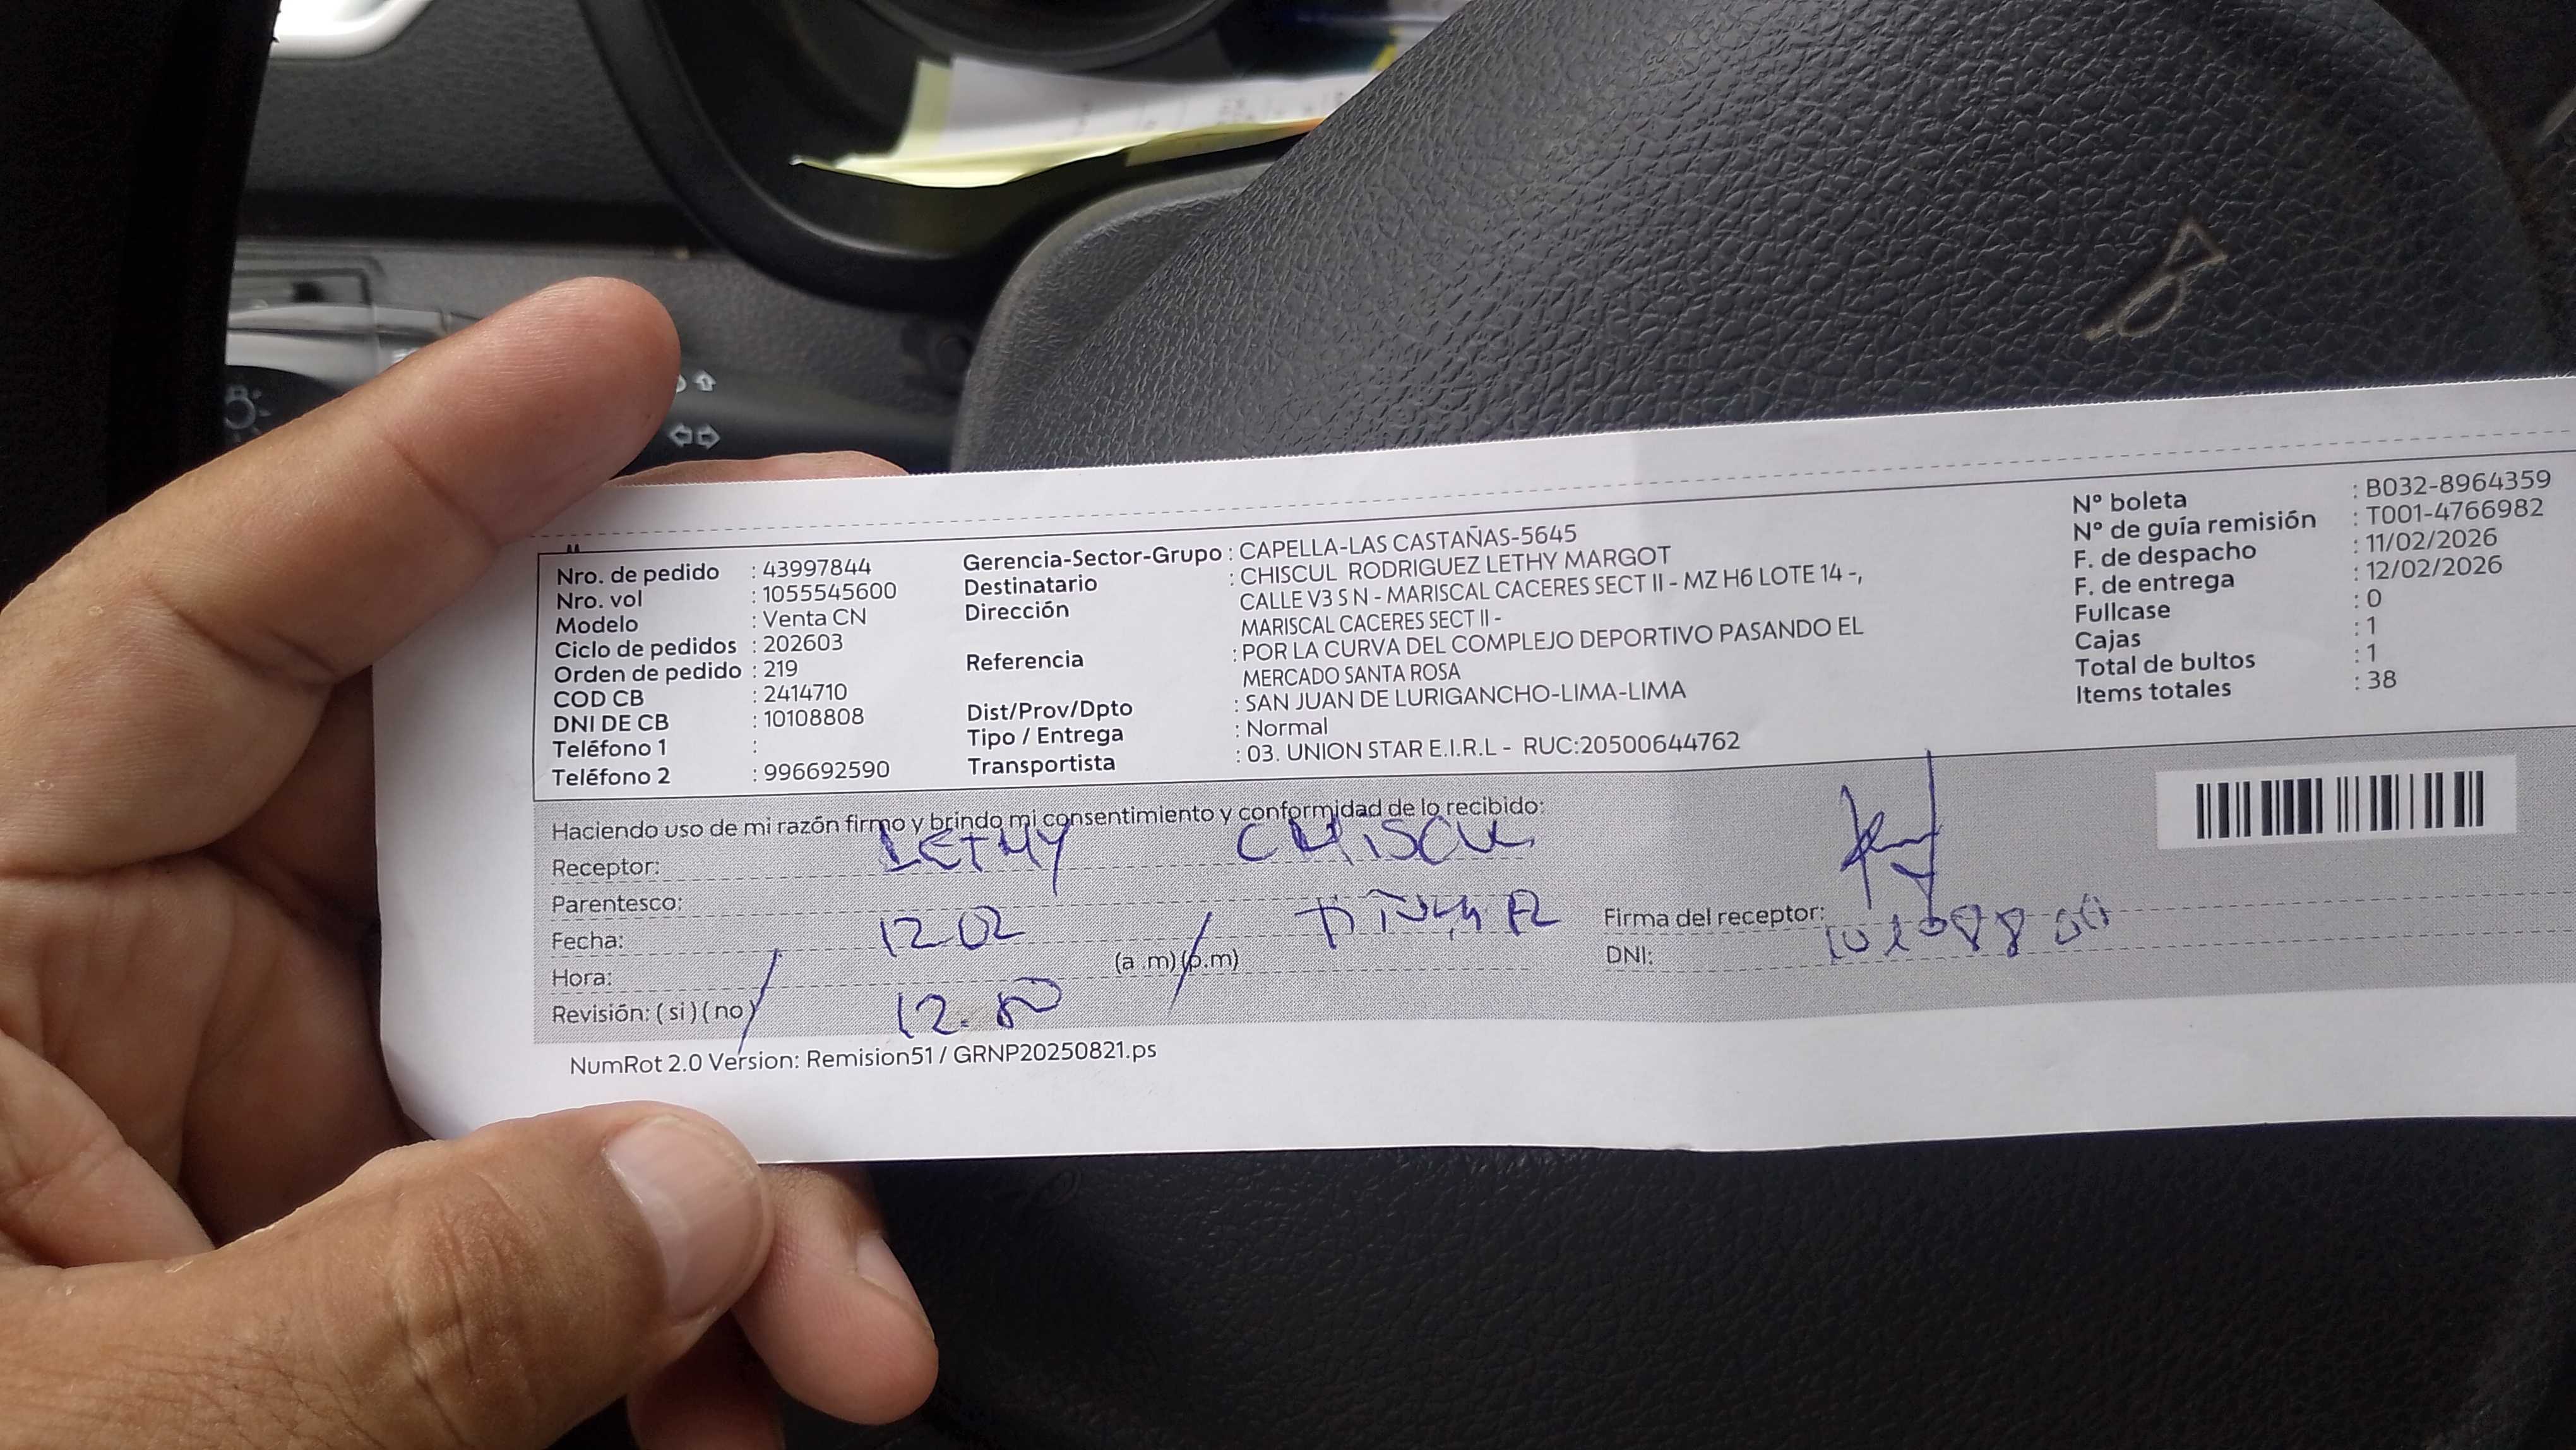 Nro. de pedido : 43997844
Nro. vol : 1055545600
Modelo : Venta CN
Ciclo de pedidos : 202603
Orden de pedido : 219
COD CB : 2414710
DNI DE CB : 10108808
Teléfono 1 :
Teléfono 2 : 996692590
Gerencia-Sector-Grupo : CAPELLA-LAS CASTAÑAS-5645
Destinatario : CHISCUL RODRIGUEZ LETHY MARGOT
Dirección CALLE V3 S N - MARISCAL CACERES SECT II - MZ H6 LOTE 14 -,
MARISCAL CACERES SECT II -
Referencia : POR LA CURVA DEL COMPLEJO DEPORTIVO PASANDO EL
MERCADO SANTA ROSA
Dist/Prov/Dpto : SAN JUAN DE LURIGANCHO-LIMA-LIMA
Tipo / Entrega : Normal
Transportista : 03. UNION STAR E.I.R.L - RUC:20500644762
Nº boleta : B032-8964359
Nº de guía remisión : T001-4766982
F. de despacho : 11/02/2026
F. de entrega : 12/02/2026
Fullcase : 0
Cajas : 1
Total de bultos : 1
Items totales : 38
Haciendo uso de mi razón firmo y brindo mi consentimiento y conformidad de lo recibido:
Receptor: LETHY CHISCUL
Parentesco:
Fecha: 12 02
Hora: (a .m) (p.m)
Revisión: ( si ) ( no ) 12.
Firma del receptor:
DNI:
NumRot 2.0 Version: Remision51 / GRNP20250821.ps